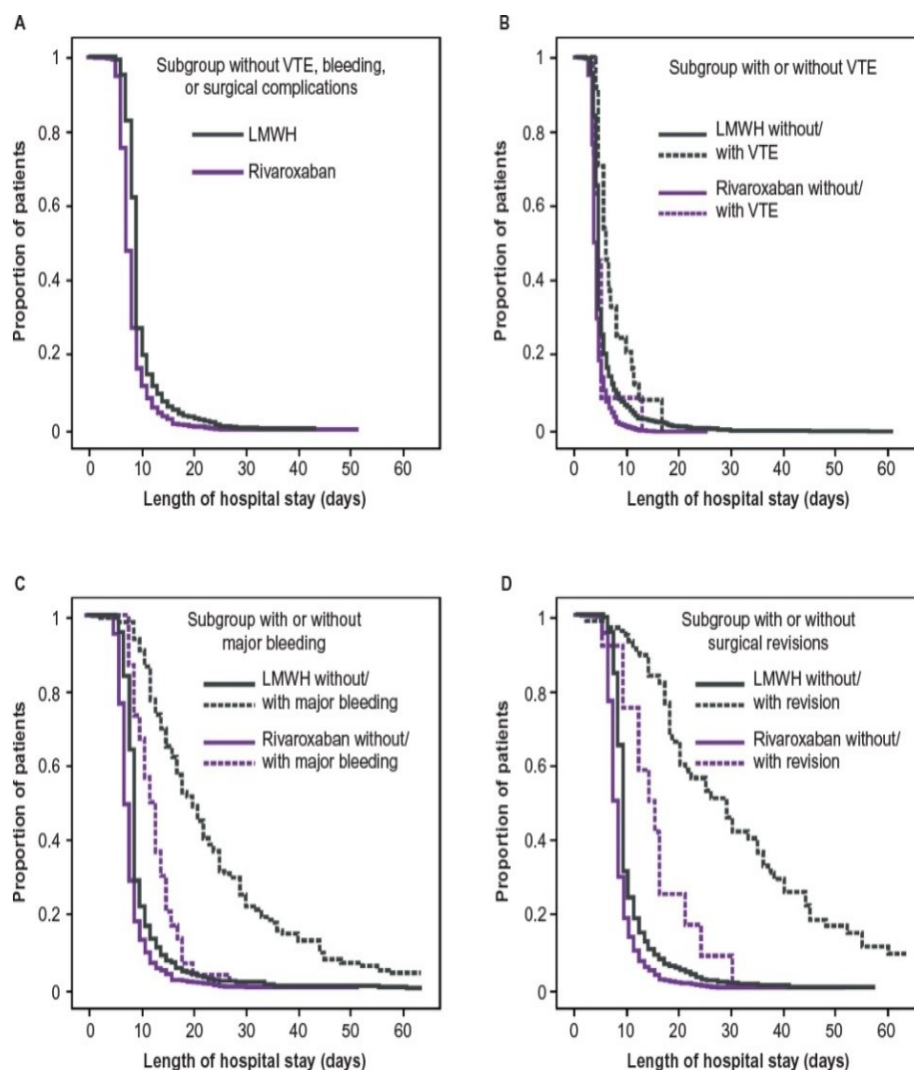 A
Subgroup without VTE, bleeding,
or surgical complications
LMWH
Rivaroxaban
Proportion of patients
1
0.8
0.6
0.4
0.2
0
0 10 20 30 40 50 60
Length of hospital stay (days)
B
Subgroup with or without VTE
LMWH without/
with VTE
Rivaroxaban without/
with VTE
Proportion of patients
1
0.8
0.6
0.4
0.2
0
0 10 20 30 40 50 60
Length of hospital stay (days)
C
Subgroup with or without
major bleeding
LMWH without/
with major bleeding
Rivaroxaban without/
with major bleeding
Proportion of patients
1
0.8
0.6
0.4
0.2
0
0 10 20 30 40 50 60
Length of hospital stay (days)
D
Subgroup with or without
surgical revisions
LMWH without/
with revision
Rivaroxaban without/
with revision
Proportion of patients
1
0.8
0.6
0.4
0.2
0
0 10 20 30 40 50 60
Length of hospital stay (days)